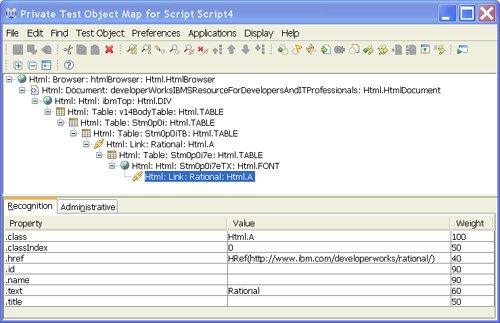 Private Test Object Map for Script Script4
File Edit Find Test Object Preferences Applications Display Help
Html: Browser: htmlBrowser: Html.HtmlBrowser
Html: Document: developerWorksIBMSResourceForDevelopersAndITProfessionals: Html.HtmlDocument
Html: Html: ibmTop: Html.DIV
Html: Table: v14BodyTable: Html.TABLE
Html: Table: Stm0p0i: Html.TABLE
Html: Table: Stm0p0iTB: Html.TABLE
Html: Link: Rational: Html.A
Html: Table: Stm0p0i7e: Html.TABLE
Html: Html: Stm0p0i7eTX: Html.FONT
Html: Link: Rational: Html.A
Recognition Administrative
Property Value Weight
.class Html.A 100
.classIndex 0 50
.href HRef(http://www.ibm.com/developerworks/rational/) 40
.id 90
.name 90
.text Rational 60
.title 50